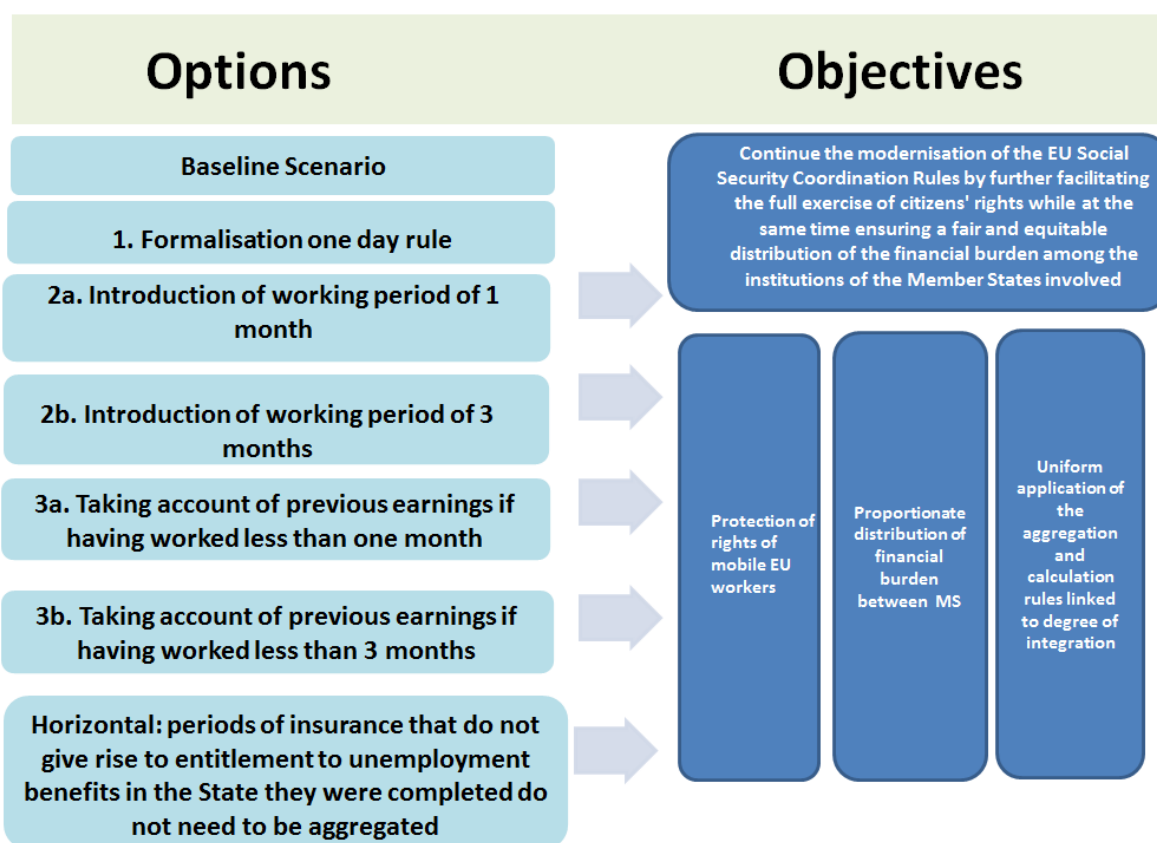 Options
Objectives
Baseline Scenario
1. Formalisation one day rule
2a. Introduction of working period of 1
month
2b. Introduction of working period of 3
months
3a. Taking account of previous earnings if
having worked less than one month
3b. Taking account of previous earnings if
having worked less than 3 months
Horizontal: periods of insurance that do not
give rise to entitlement to unemployment
benefits in the State they were completed do
not need to be aggregated
Continue the modernisation of the EU Social
Security Coordination Rules by further facilitating
the full exercise of citizens' rights while at the
same time ensuring a fair and equitable
distribution of the financial burden among the
institutions of the Member States involved
Protection of
rights of
mobile EU
workers
Proportionate
distribution of
financial
burden
between MS
Uniform
application of
the
aggregation
and
calculation
rules linked
to degree of
integration